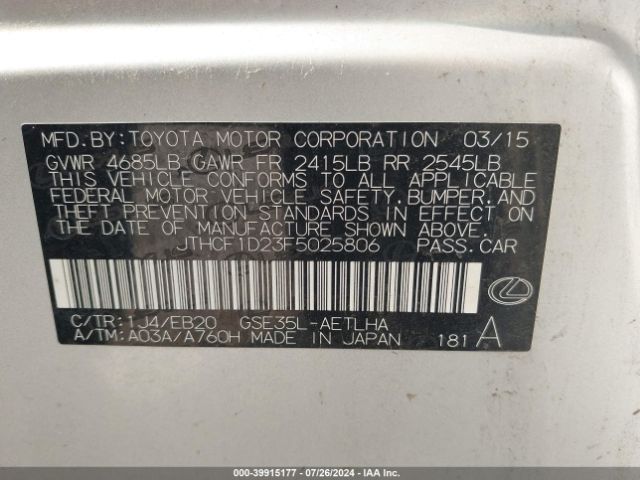 MFD.BY:TOYOTA MOTOR CORPORATION 03/15
GVWR 4685LB GAWR FR 2415LB RR 2545LB
THIS VEHICLE CONFORMS TO ALL APPLICABLE
FEDERAL MOTOR VEHICLE SAFETY,BUMPER,AND
THEFT PREVENTION STANDARDS IN EFFECT ON
THE DATE OF MANUFACTURE SHOWN ABOVE.
JTHCF1D23F5025806 PASS.CAR
C/TR:1J4/EB20 GSE35L-AETLHA
A/TM:A03A/A760H MADE IN JAPAN 181 A
000-39915177 - 07/26/2024 - IAA Inc.